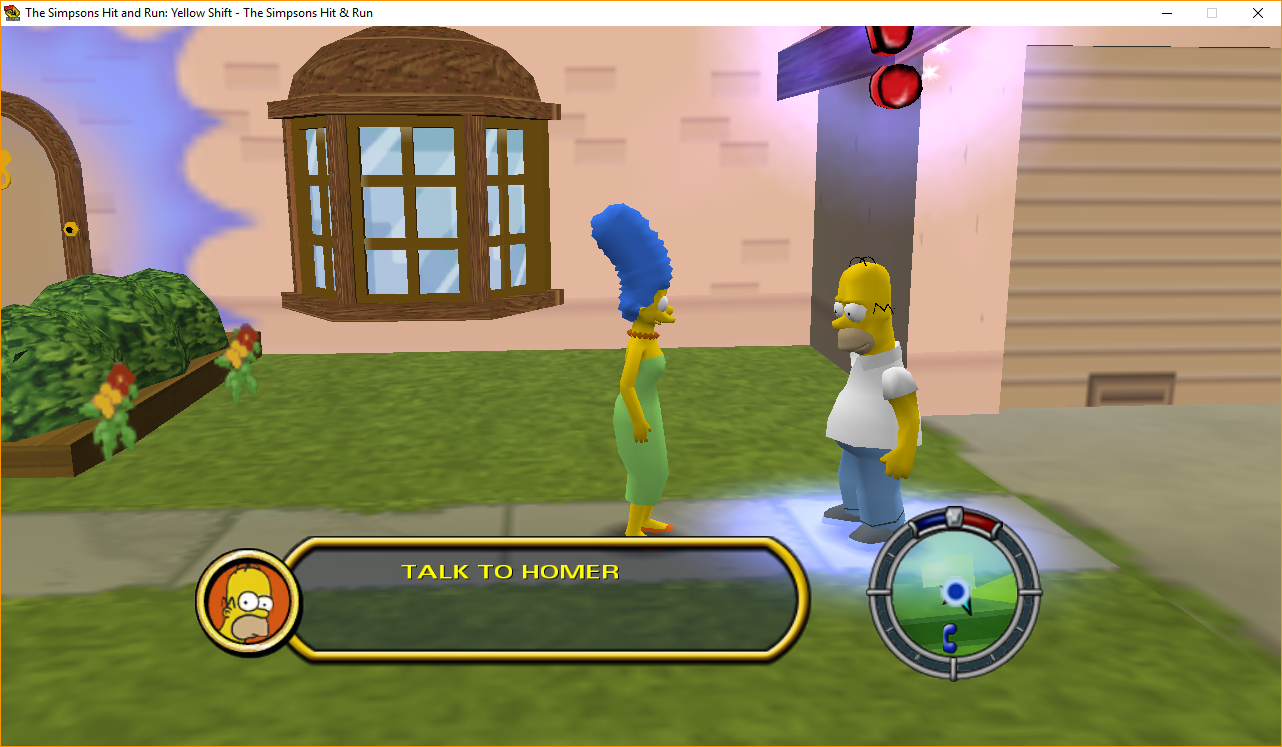 The Simpsons Hit and Run: Yellow Shift - The Simpsons Hit & Run
TALK TO HOMER